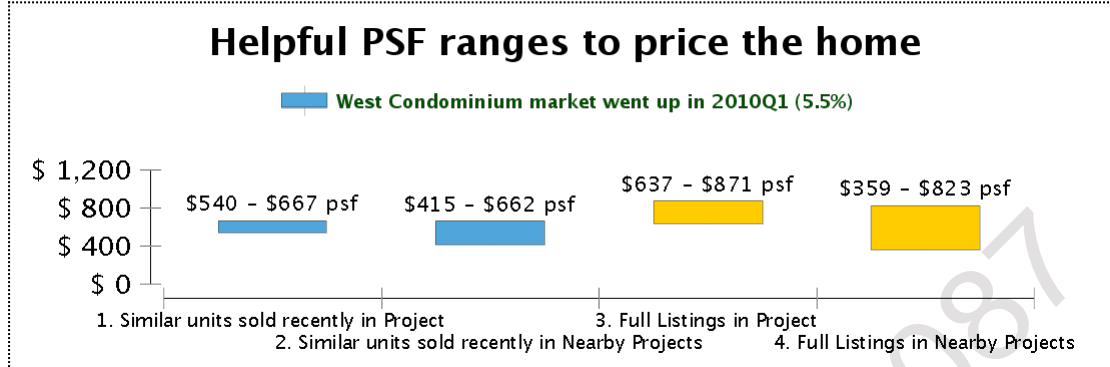 Helpful PSF ranges to price the home
West Condominium market went up in 2010Q1 (5.5%)
$ 1,200
$ 800
$ 400
$ 0
$540 – $667 psf
$415 – $662 psf
$637 – $871 psf
$359 – $823 psf
1. Similar units sold recently in Project
2. Similar units sold recently in Nearby Projects
3. Full Listings in Project
4. Full Listings in Nearby Projects
087